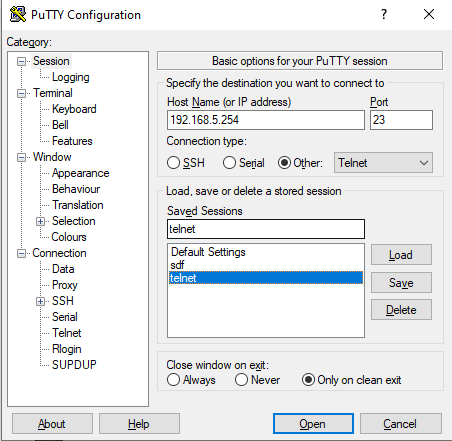 PuTTY Configuration
?
Category:
Session
Logging
Terminal
Keyboard
Bell
Features
Window
Appearance
Behaviour
Translation
Selection
Colours
Connection
Data
Proxy
SSH
Serial
Telnet
Rlogin
SUPDUP
Basic options for your PuTTY session
Specify the destination you want to connect to
Host Name (or IP address) Port
192.168.5.254 23
Connection type:
SSH Serial Other: Telnet
Load, save or delete a stored session
Saved Sessions
telnet
Default Settings
sdf
telnet
Load
Save
Delete
Close window on exit:
Always Never Only on clean exit
About Help Open Cancel